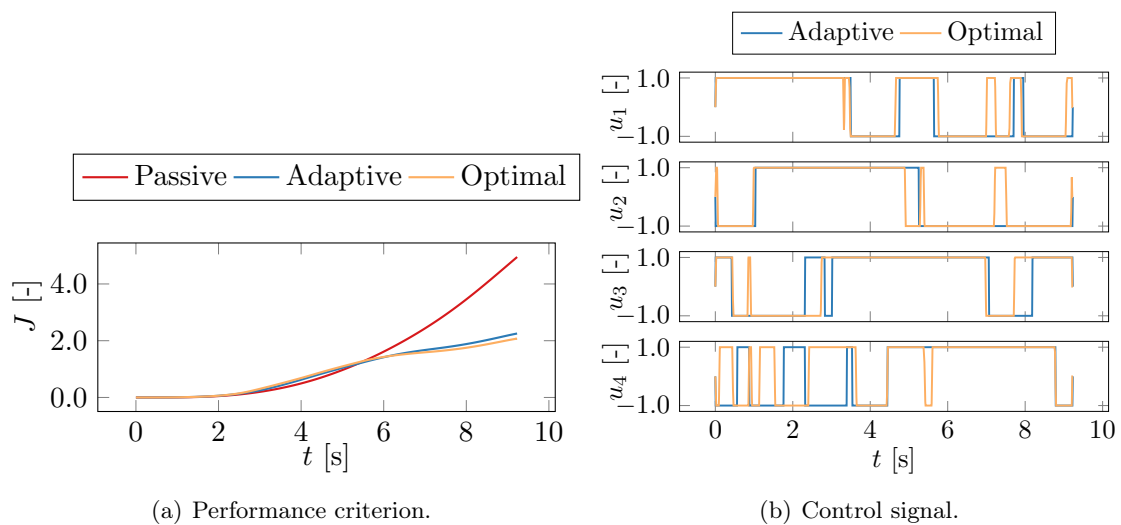 Passive Adaptive Optimal
J [-]
4.0
2.0
0.0
0 2 4 6 8 10
t [s]
(a) Performance criterion.
Adaptive Optimal
u1 [-]
1.0
−1.0
u2 [-]
1.0
−1.0
u3 [-]
1.0
−1.0
u4 [-]
1.0
−1.0
0 2 4 6 8 10
t [s]
(b) Control signal.